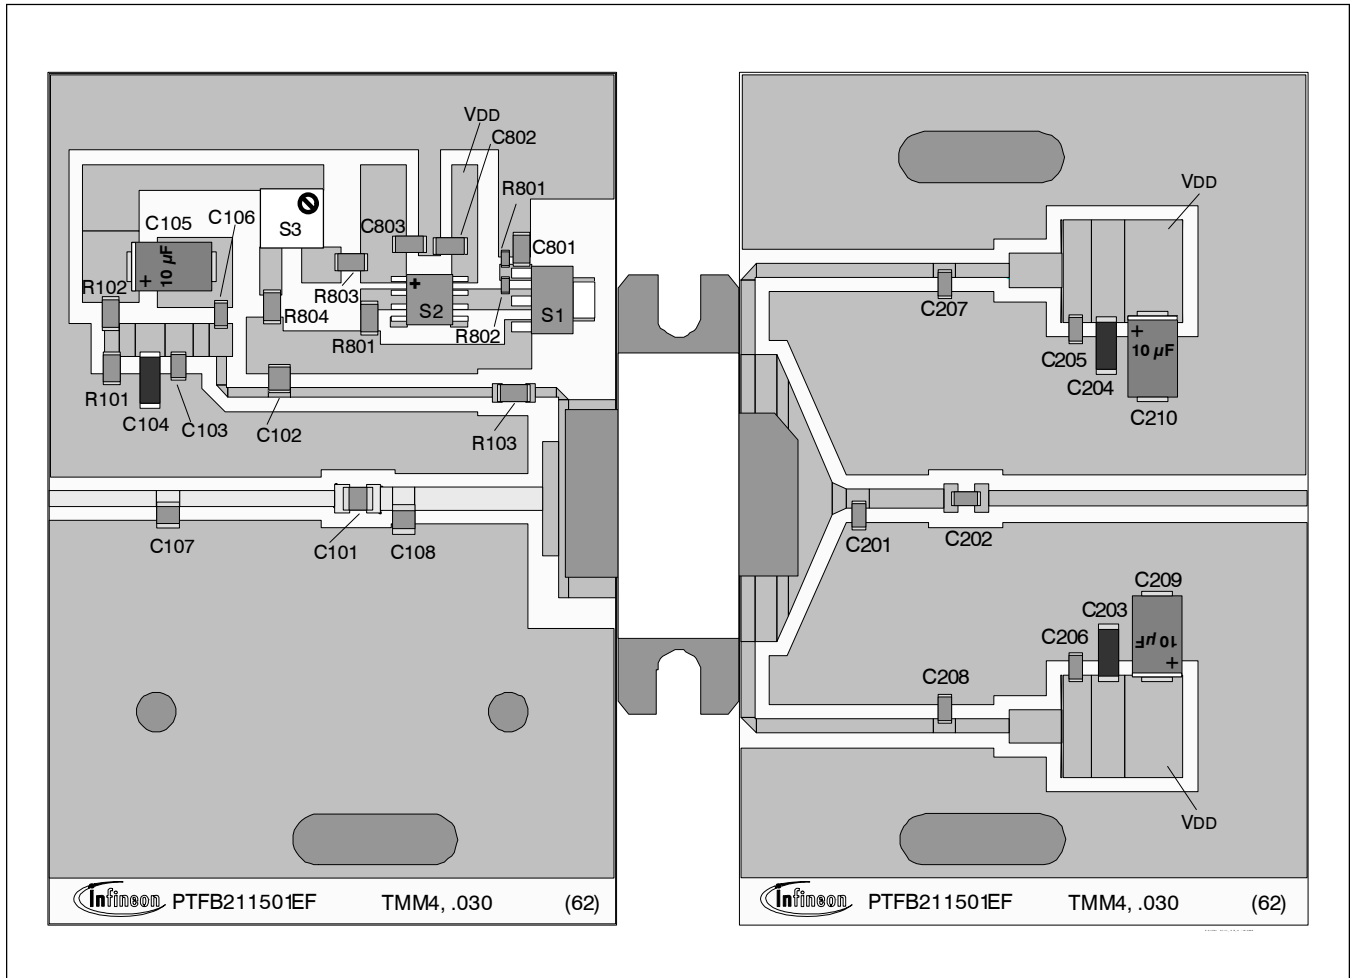 VDD
C802
R801
C105
C106
S3
C803
C801
10 µF
+
R102
R803
+
S2
S1
R804
R801
R802
R101
C104
C103
C102
R103
C107
C101
C108
Infineon PTFB211501EF TMM4, .030 (62)
VDD
C207
C205
+
10 µF
C204
C210
C201
C202
C209
C203
C206
10 µF
+
C208
VDD
Infineon PTFB211501EF TMM4, .030 (62)